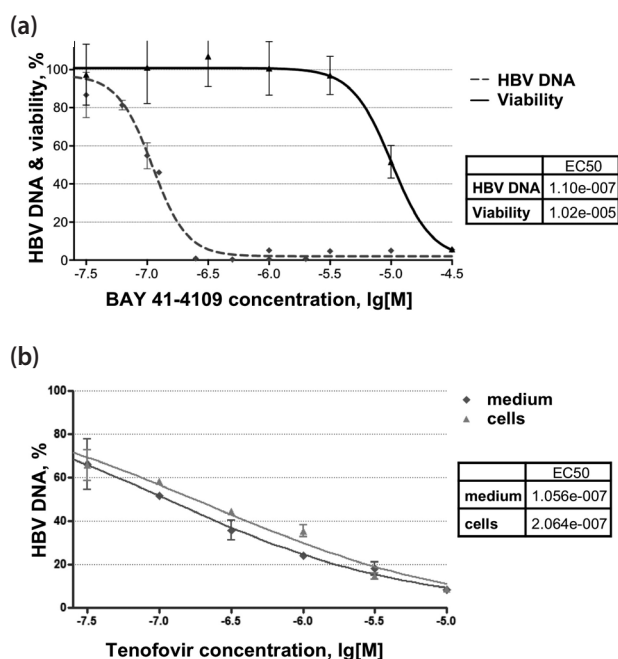 (a)
HBV DNA & viability, %
100
80
60
40
20
0
-7.5 -7.0 -6.5 -6.0 -5.5 -5.0 -4.5
BAY 41-4109 concentration, lg[M]
HBV DNA
Viability
EC50
HBV DNA 1.10e-007
Viability 1.02e-005
(b)
HBV DNA, %
100
80
60
40
20
0
-7.5 -7.0 -6.5 -6.0 -5.5 -5.0
Tenofovir concentration, lg[M]
medium
cells
EC50
medium 1.056e-007
cells 2.064e-007